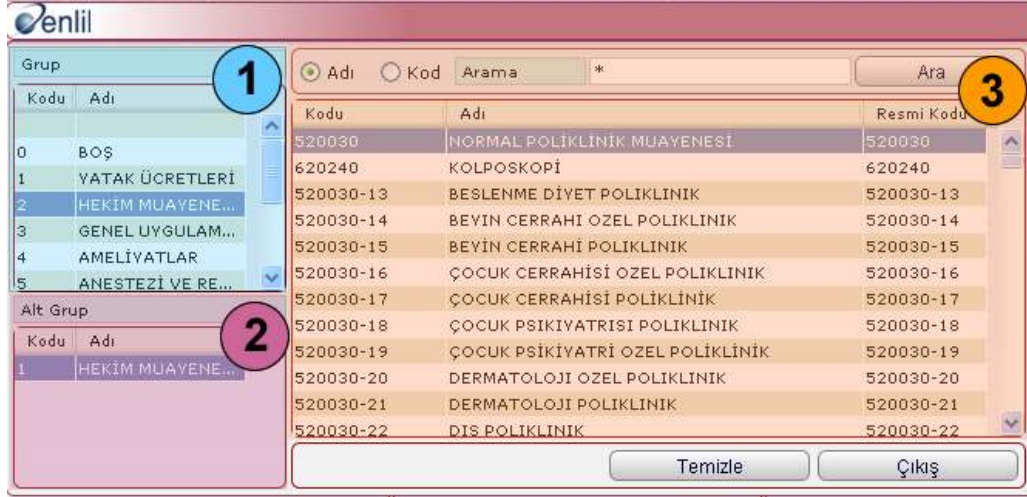 enlil
Grup
1
Kodu Adı
0 BOŞ
1 YATAK ÜCRETLERİ
2 HEKİM MUAYENE...
3 GENEL UYGULAM...
4 AMELİYATLAR
5 ANESTEZİ VE RE...
Alt Grup
2
Kodu Adı
1 HEKİM MUAYENE...
Adı Kod Arama * Ara
3
Kodu Adı Resmi Kodu
520030 NORMAL POLİKLİNİK MUAYENESİ 520030
620240 KOLPOSKOPİ 620240
520030-13 BESLENME DİYET POLIKLINIK 520030-13
520030-14 BEYIN CERRAHI OZEL POLIKLINIK 520030-14
520030-15 BEYİN CERRAHİ POLIKLINIK 520030-15
520030-16 ÇOCUK CERRAHİSİ OZEL POLIKLINIK 520030-16
520030-17 ÇOCUK CERRAHİSİ POLİKLİNİK 520030-17
520030-18 ÇOCUK PSIKIYATRISI POLIKLINIK 520030-18
520030-19 ÇOCUK PSİKİYATRİ OZEL POLİKLİNİK 520030-19
520030-20 DERMATOLOJI OZEL POLIKLINIK 520030-20
520030-21 DERMATOLOJI POLIKLINIK 520030-21
520030-22 DIS POLIKLINIK 520030-22
Temizle Çıkış